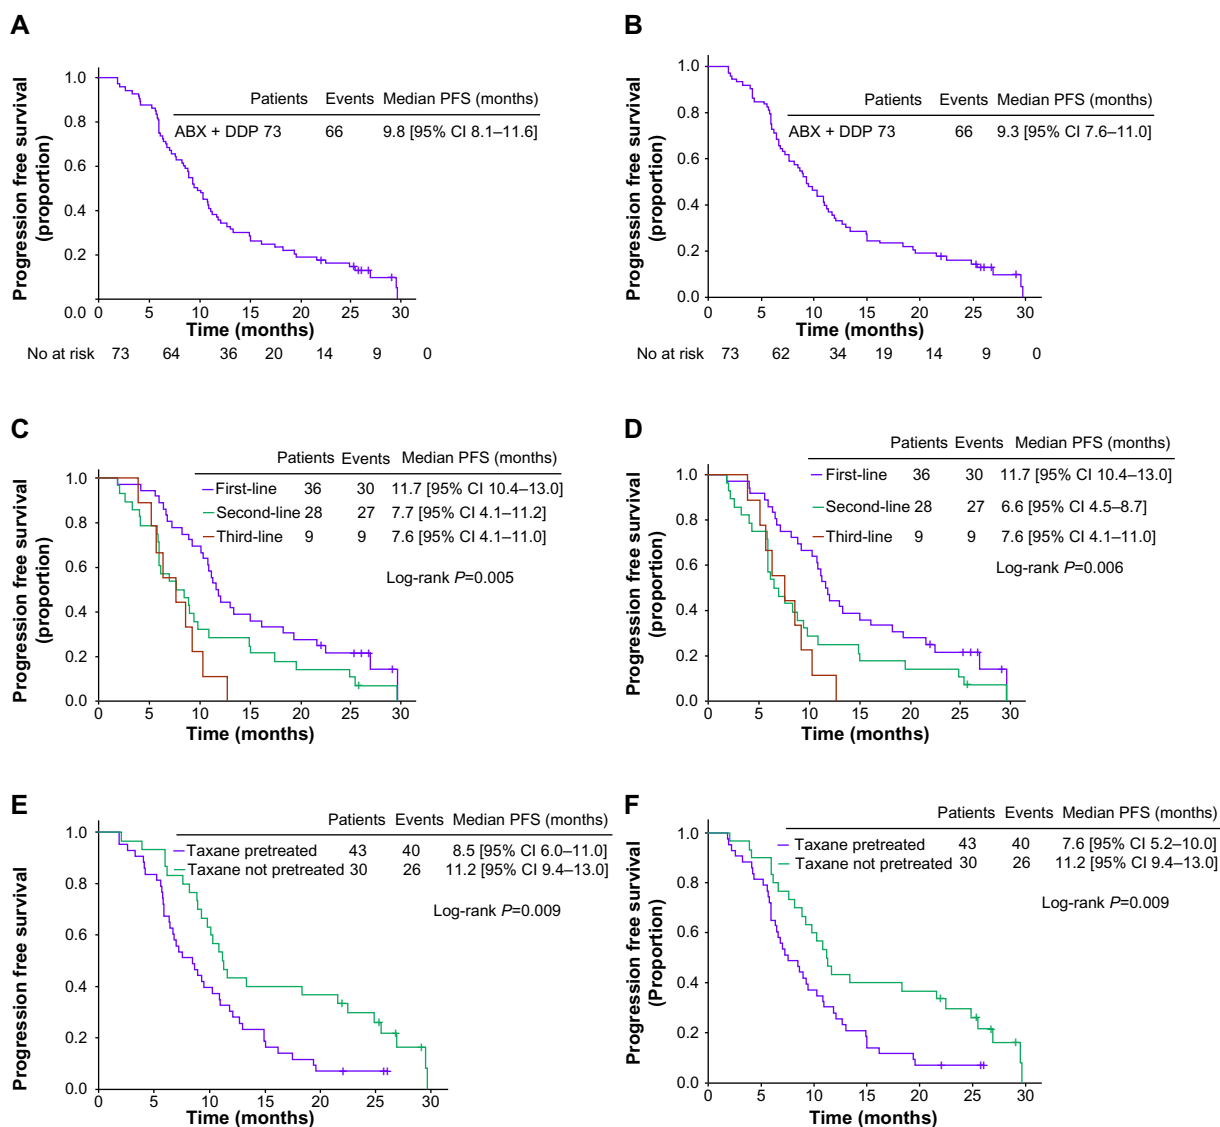 A
Progression free survival
(proportion)
1.0
0.8
0.6
0.4
0.2
0.0
Patients Events Median PFS (months)
ABX + DDP 73 66 9.8 [95% CI 8.1–11.6]
0 5 10 15 20 25 30
Time (months)
No at risk 73 64 36 20 14 9 0
B
Progression free survival
(proportion)
1.0
0.8
0.6
0.4
0.2
0.0
Patients Events Median PFS (months)
ABX + DDP 73 66 9.3 [95% CI 7.6–11.0]
0 5 10 15 20 25 30
Time (months)
No at risk 73 62 34 19 14 9 0
C
Progression free survival
(proportion)
1.0
0.8
0.6
0.4
0.2
0.0
Patients Events Median PFS (months)
First-line 36 30 11.7 [95% CI 10.4–13.0]
Second-line 28 27 7.7 [95% CI 4.1–11.2]
Third-line 9 9 7.6 [95% CI 4.1–11.0]
Log-rank P=0.005
0 5 10 15 20 25 30
Time (months)
D
Progression free survival
(proportion)
1.0
0.8
0.6
0.4
0.2
0.0
Patients Events Median PFS (months)
First-line 36 30 11.7 [95% CI 10.4–13.0]
Second-line 28 27 6.6 [95% CI 4.5–8.7]
Third-line 9 9 7.6 [95% CI 4.1–11.0]
Log-rank P=0.006
0 5 10 15 20 25 30
Time (months)
E
Progression free survival
(proportion)
1.0
0.8
0.6
0.4
0.2
0.0
Patients Events Median PFS (months)
Taxane pretreated 43 40 8.5 [95% CI 6.0–11.0]
Taxane not pretreated 30 26 11.2 [95% CI 9.4–13.0]
Log-rank P=0.009
0 5 10 15 20 25 30
Time (months)
F
Progression free survival
(Proportion)
1.0
0.8
0.6
0.4
0.2
0.0
Patients Events Median PFS (months)
Taxane pretreated 43 40 7.6 [95% CI 5.2–10.0]
Taxane not pretreated 30 26 11.2 [95% CI 9.4–13.0]
Log-rank P=0.009
0 5 10 15 20 25 30
Time (months)